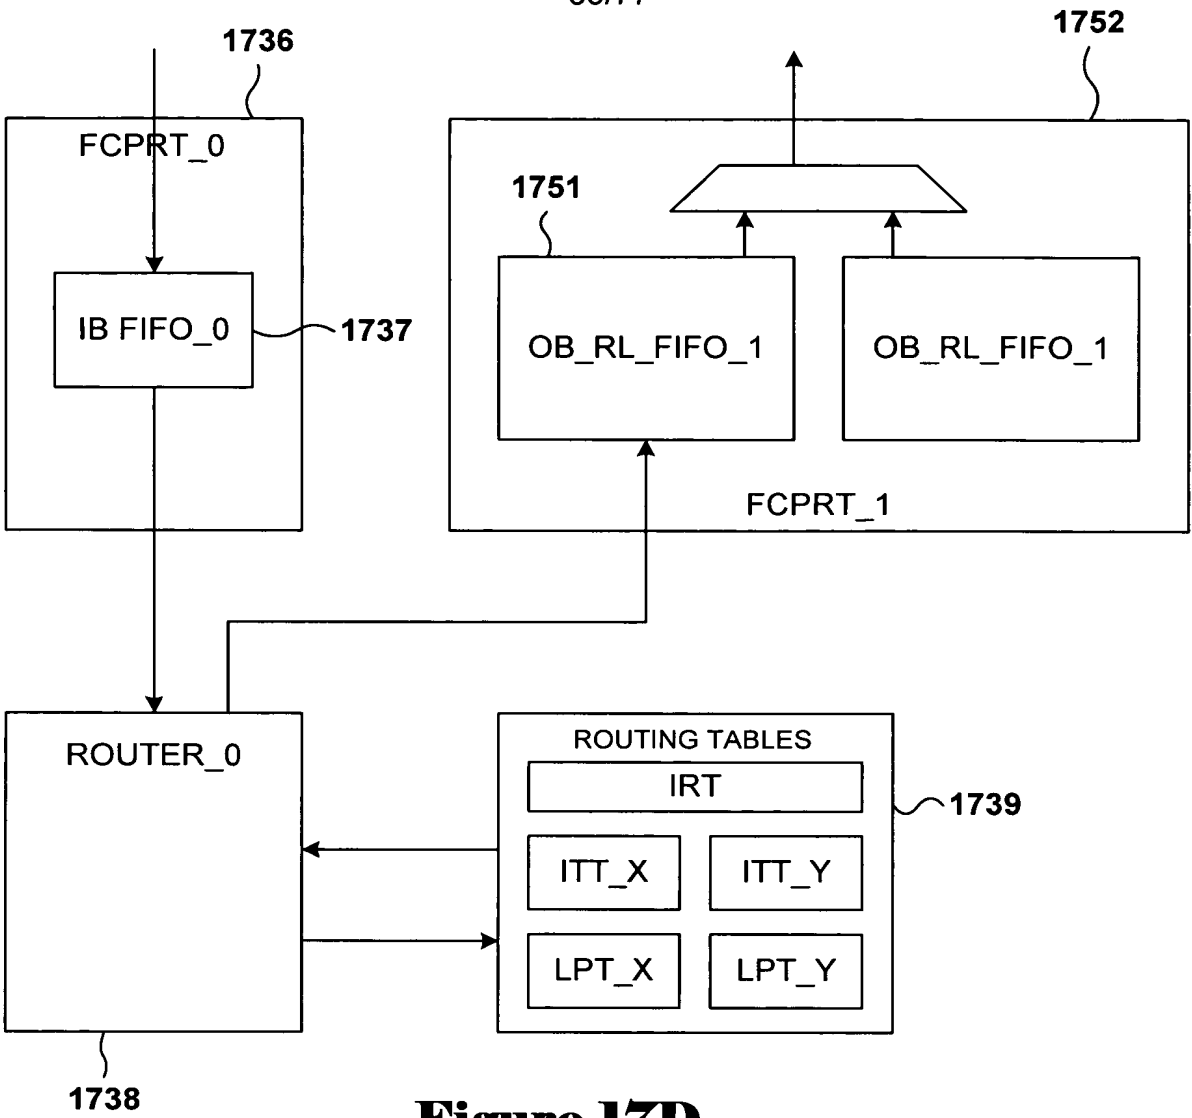 1736
1752
FCPRT_0
1751
IB FIFO_0
1737
OB_RL_FIFO_1
OB_RL_FIFO_1
FCPRT_1
ROUTER_0
ROUTING TABLES
IRT
1739
ITT_X
ITT_Y
LPT_X
LPT_Y
1738
Figure